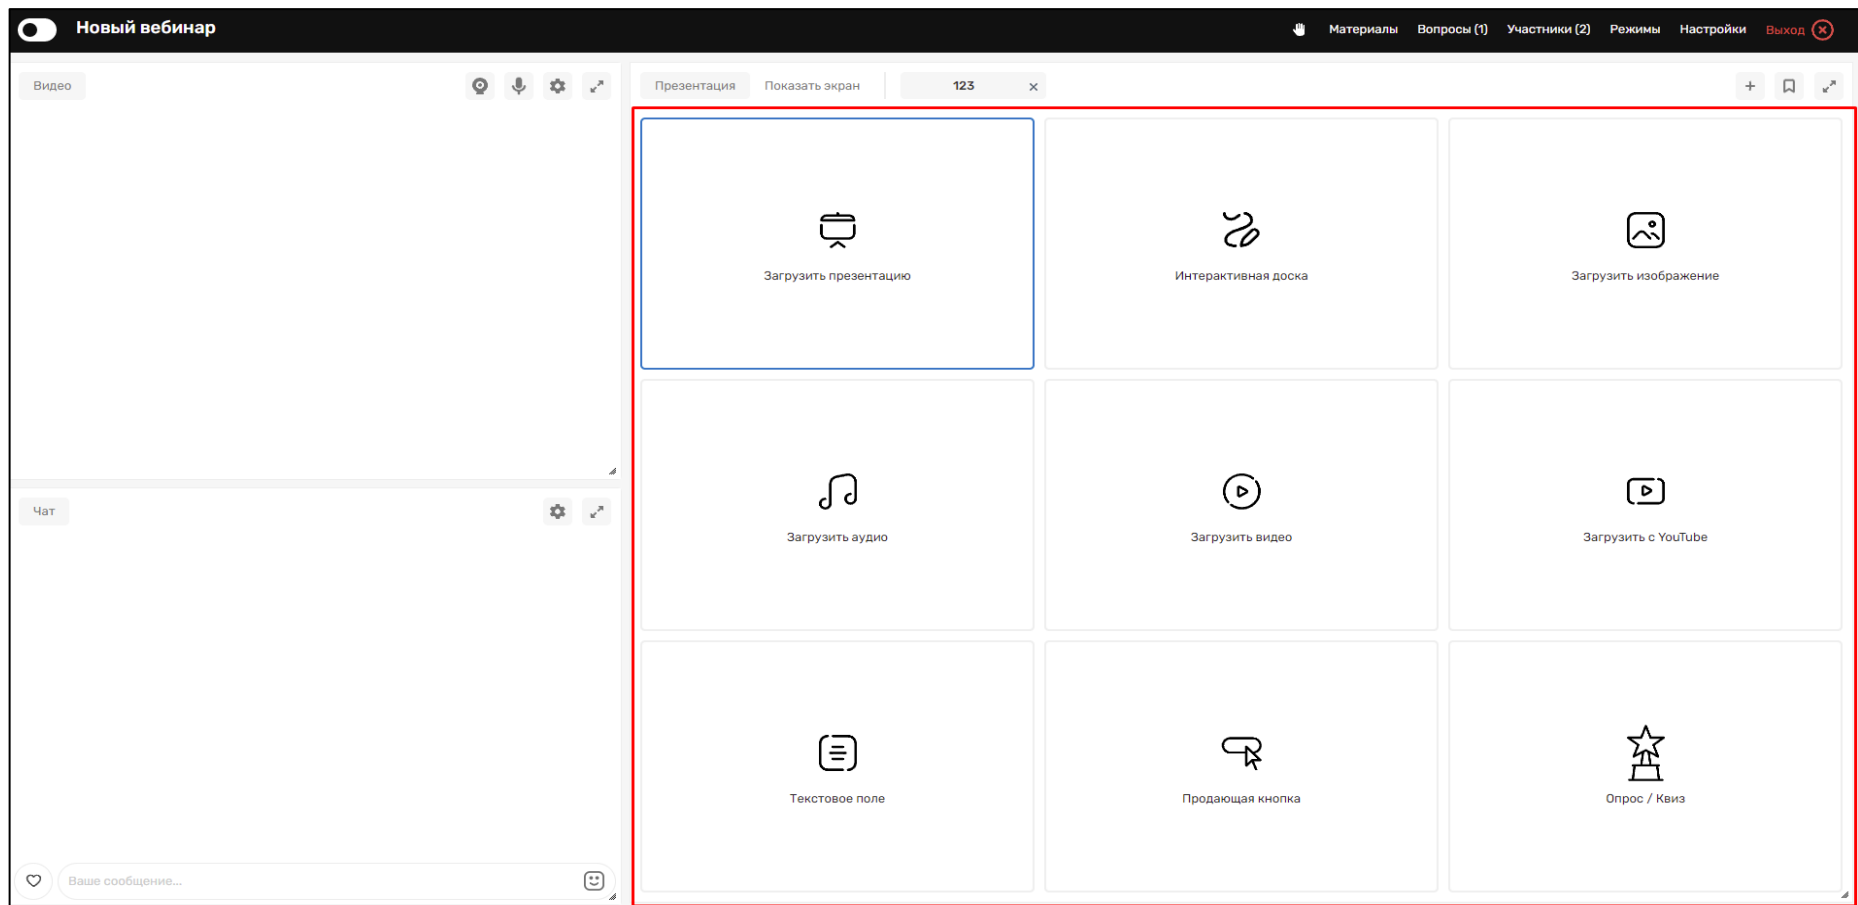 Новый вебинар
Материалы Вопросы (1) Участники (2) Режимы Настройки Выход
Видео
Презентация Показать экран 123
Загрузить презентацию
Интерактивная доска
Загрузить изображение
Загрузить аудио
Загрузить видео
Загрузить с YouTube
Текстовое поле
Продающая кнопка
Опрос / Квиз
Чат
Ваше сообщение...